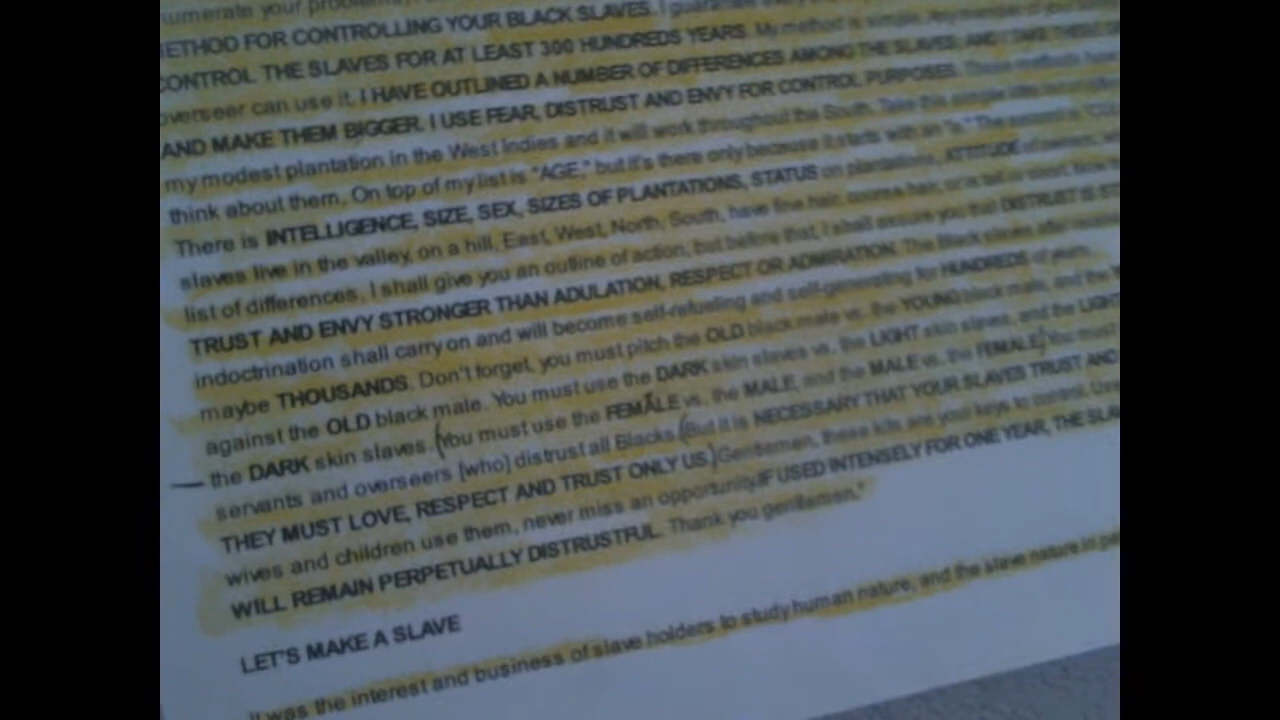 enumerate your problems,
METHOD FOR CONTROLLING YOUR BLACK SLAVES. I guarantee
CONTROL THE SLAVES FOR AT LEAST 300 HUNDREDS YEARS. My method is simple. Any
overseer can use it. I HAVE OUTLINED A NUMBER OF DIFFERENCES AMONG THE SLAVES; AND I TAKE THESE
AND MAKE THEM BIGGER. I USE FEAR, DISTRUST AND ENVY FOR CONTROL PURPOSES. These methods have
my modest plantation in the West Indies and it will work throughout the South. Take this simple little
think about them. On top of my list is "AGE," but it's there only because it starts with an "a." The second is
There is INTELLIGENCE, SIZE, SEX, SIZES OF PLANTATIONS, STATUS on plantations, ATTITUDE of owners,
slaves live in the valley, on a hill, East, West, North, South, have fine hair, coarse hair, or is tall or short.
list of differences, I shall give you an outline of action, but before that, I shall assure you that DISTRUST IS
TRUST AND ENVY STRONGER THAN ADULATION, RESPECT OR ADMIRATION. The Black slaves after
indoctrination shall carry on and will become self-refueling and self-generating for HUNDREDS of years,
maybe THOUSANDS. Don't forget, you must pitch the OLD black male vs. the YOUNG black male, and the
against the OLD black male. You must use the DARK skin slaves vs. the LIGHT skin slaves, and the LIGHT
the DARK skin slaves. (You must use the FEMALE vs. the MALE, and the MALE vs. the FEMALE.) You must
servants and overseers [who] distrust all Blacks. (But it is NECESSARY THAT YOUR SLAVES TRUST AND
THEY MUST LOVE, RESPECT AND TRUST ONLY US.) Gentlemen, these kits are your keys to control. Use
wives and children use them, never miss an opportunity. IF USED INTENSELY FOR ONE YEAR, THE
WILL REMAIN PERPETUALLY DISTRUSTFUL. Thank you gentlemen."
LET'S MAKE A SLAVE
It was the interest and business of slave holders to study human nature, and the slave nature in